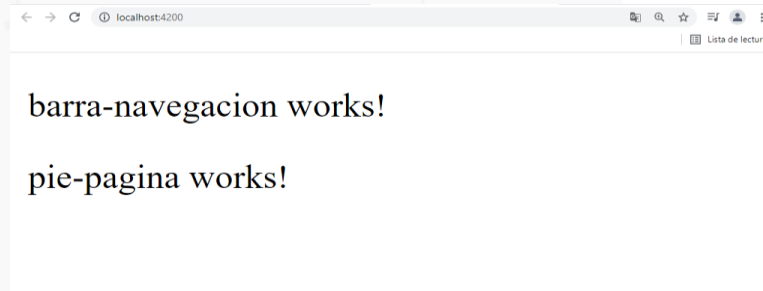 localhost:4200
Lista de lectur
barra-navegacion works!
pie-pagina works!